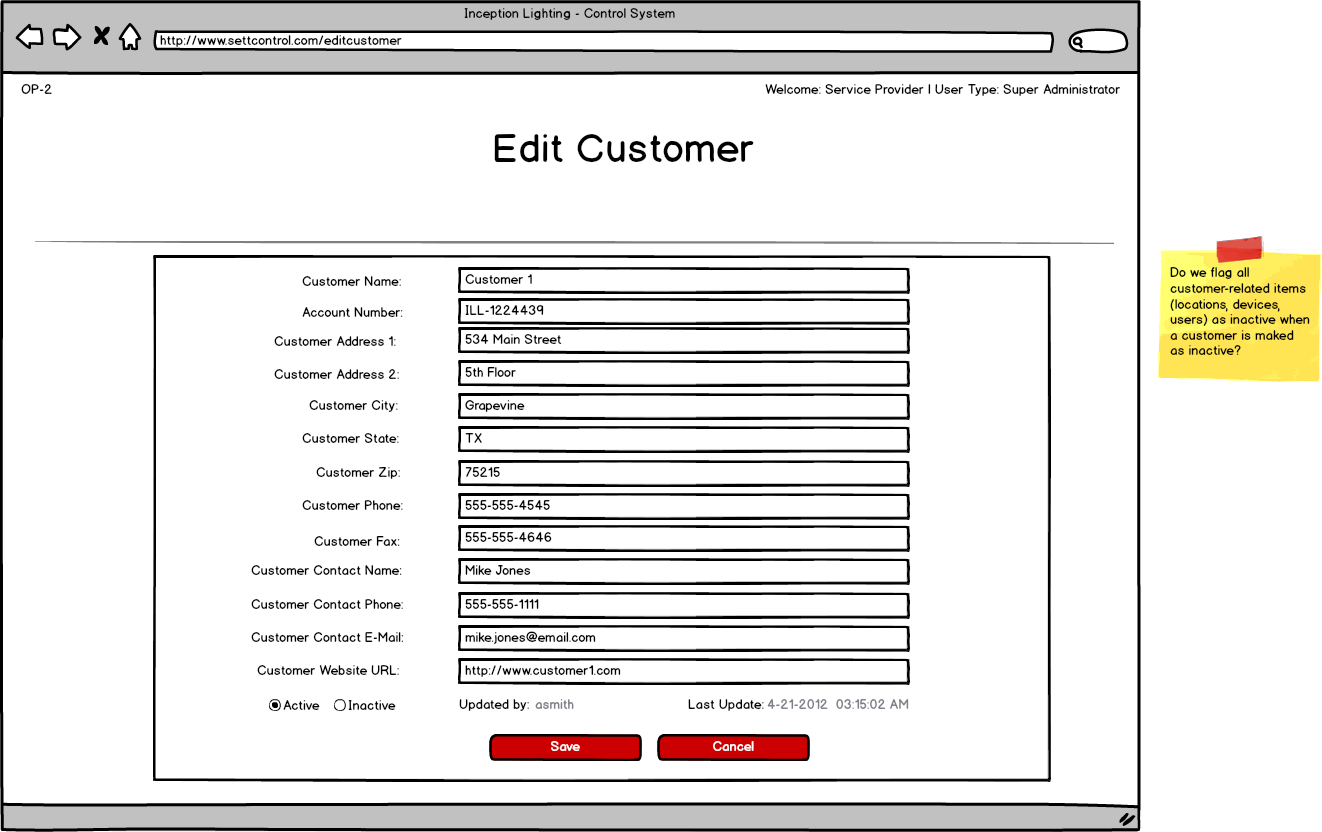 Inception Lighting - Control System
http://www.settcontrol.com/editcustomer
OP-2
Welcome: Service Provider | User Type: Super Administrator
Edit Customer
Customer Name: Customer 1
Account Number: ILL-1224439
Customer Address 1: 534 Main Street
Customer Address 2: 5th Floor
Customer City: Grapevine
Customer State: TX
Customer Zip: 75215
Customer Phone: 555-555-4545
Customer Fax: 555-555-4646
Customer Contact Name: Mike Jones
Customer Contact Phone: 555-555-1111
Customer Contact E-Mail: mike.jones@email.com
Customer Website URL: http://www.customer1.com
Active Inactive Updated by: asmith Last Update: 4-21-2012 03:15:02 AM
Save Cancel
Do we flag all
customer-related items
(locations, devices,
users) as inactive when
a customer is maked
as inactive?